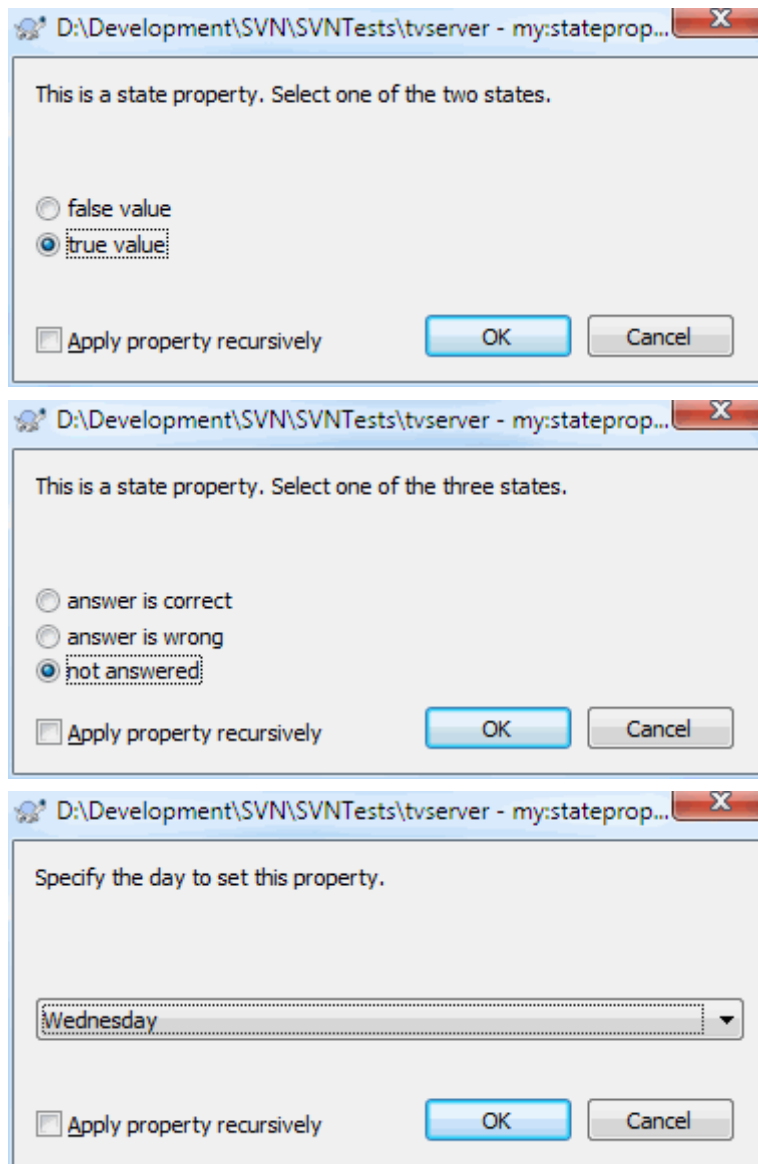 D:\Development\SVN\SVNTests\tvserver - my:stateprop...
This is a state property. Select one of the two states.
false value
true value
Apply property recursively OK Cancel
D:\Development\SVN\SVNTests\tvserver - my:stateprop...
This is a state property. Select one of the three states.
answer is correct
answer is wrong
not answered
Apply property recursively OK Cancel
D:\Development\SVN\SVNTests\tvserver - my:stateprop...
Specify the day to set this property.
Wednesday
Apply property recursively OK Cancel